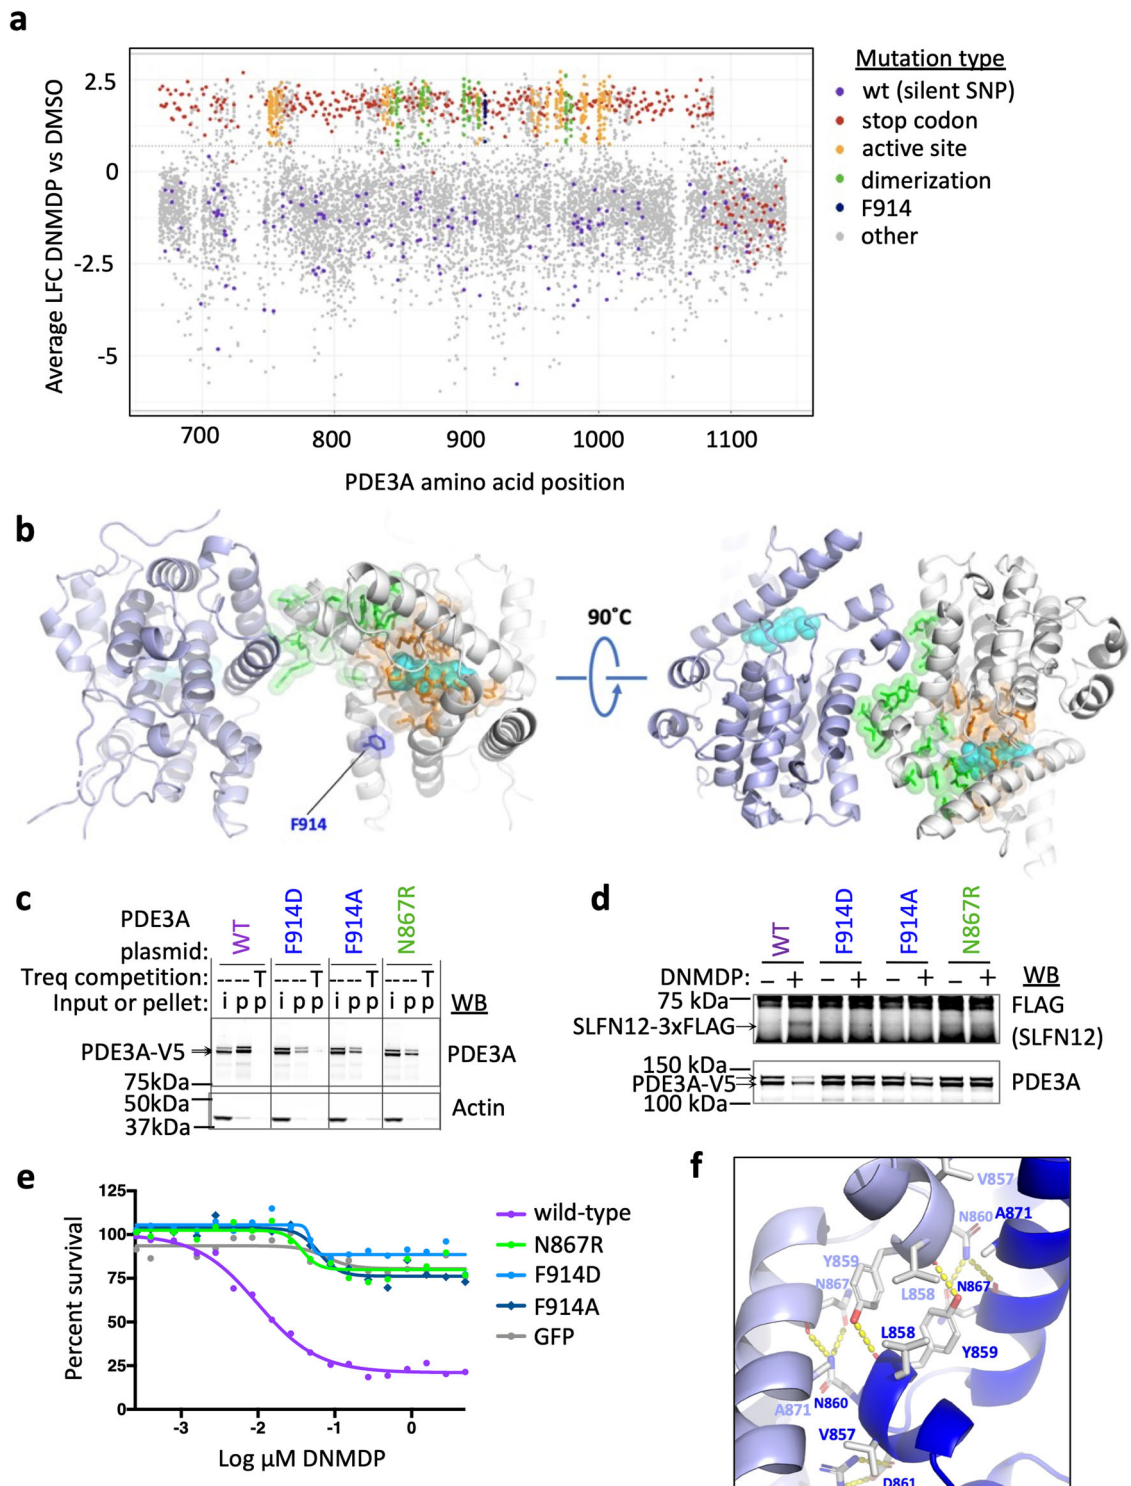 a
Average LFC DNMDP vs DMSO
2.5
0
-2.5
-5
700 800 900 1000 1100
PDE3A amino acid position
Mutation type
wt (silent SNP)
stop codon
active site
dimerization
F914
other
b
90˚C
F914
c
PDE3A
plasmid:
WT F914D F914A N867R
Treq competition: ---- T ---- T ---- T ---- T
Input or pellet: i p p i p p i p p i p p WB
PDE3A-V5 PDE3A
75kDa
50kDa Actin
37kDa
d
WT F914D F914A N867R
DNMDP: – + – + – + – + WB
75 kDa FLAG
SLFN12-3xFLAG (SLFN12)
150 kDa
PDE3A-V5 PDE3A
100 kDa
e
Percent survival
125
100
75
50
25
0
-3 -2 -1 0
Log µM DNMDP
wild-type
N867R
F914D
F914A
GFP
f
V857
N860 A871
Y859
N867 L858 N867
L858
Y859
A871 N860
V857
D861